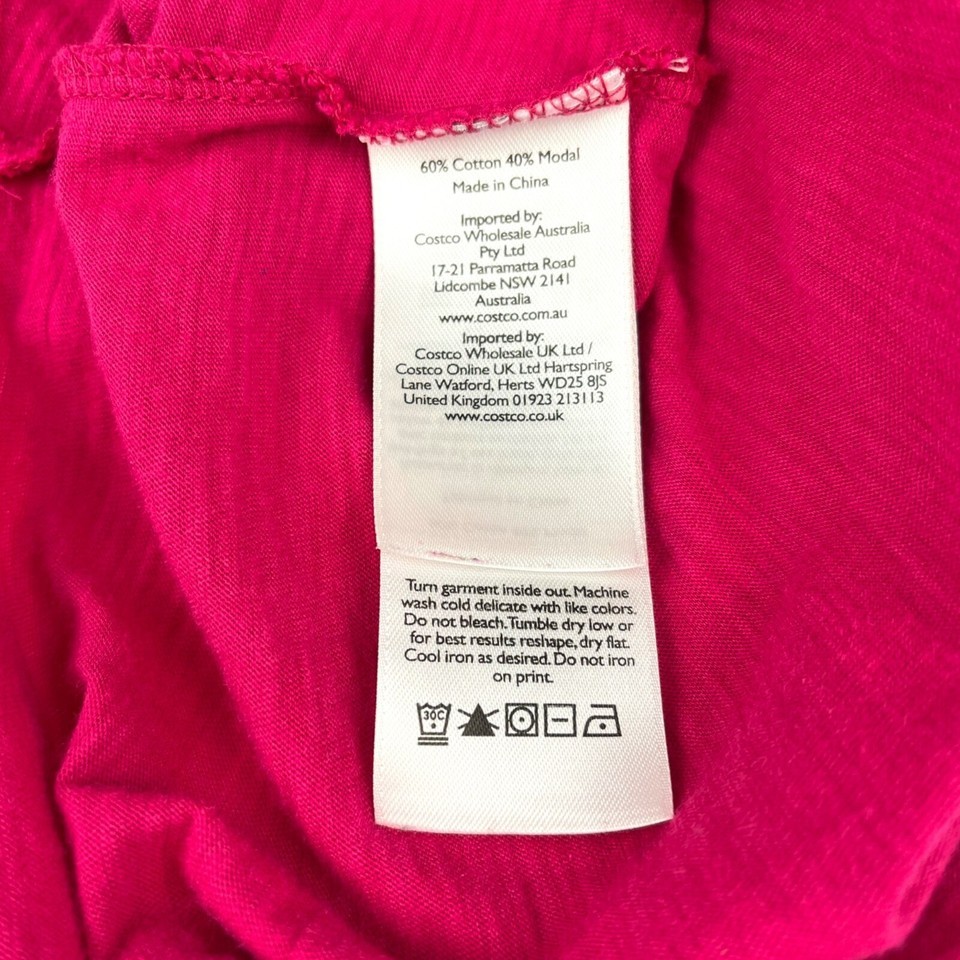 60% Cotton 40% Modal
Made in China
Imported by:
Costco Wholesale Australia
Pty Ltd
17-21 Parramatta Road
Lidcombe NSW 2141
Australia
www.costco.com.au
Imported by:
Costco Wholesale UK Ltd /
Costco Online UK Ltd Hartspring
Lane Watford, Herts WD25 8JS
United Kingdom 01923 213113
www.costco.co.uk
Turn garment inside out. Machine
wash cold delicate with like colors.
Do not bleach. Tumble dry low or
for best results reshape, dry flat.
Cool iron as desired. Do not iron
on print.
30C